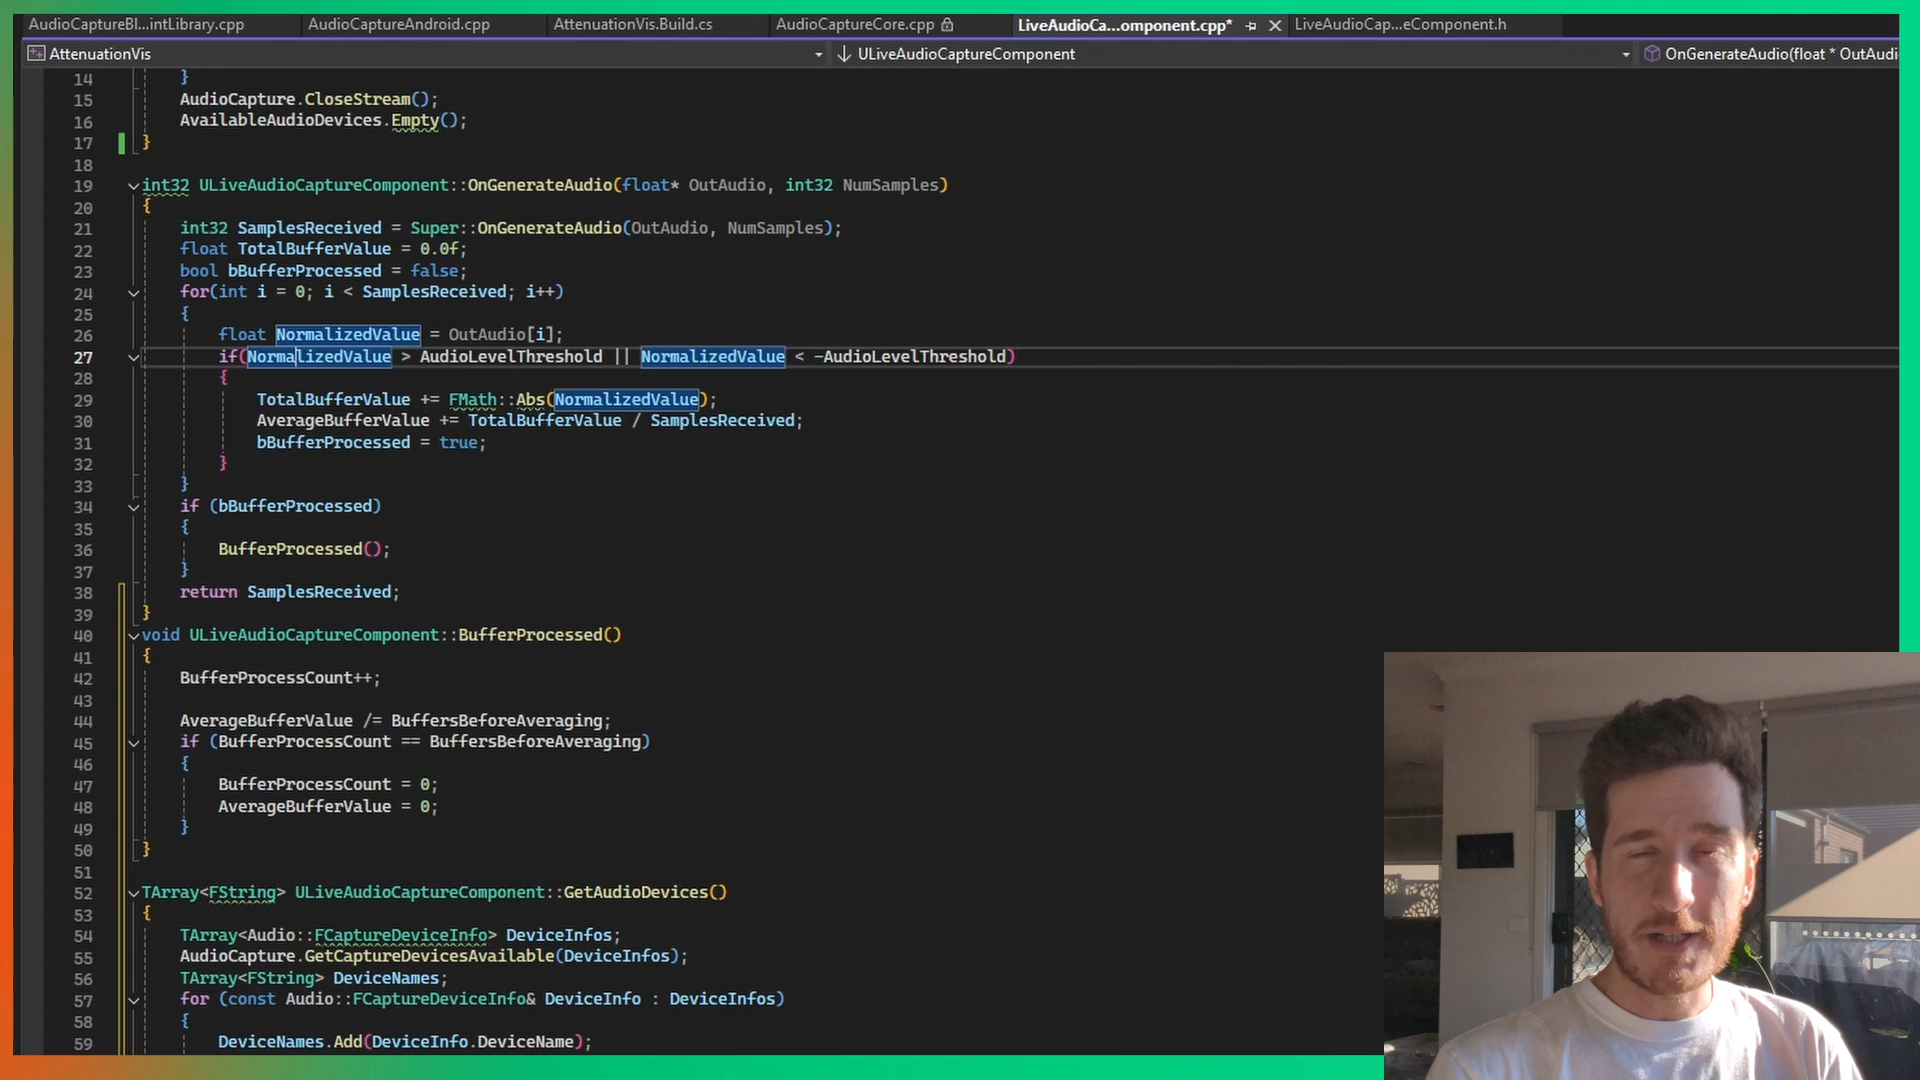 AudioCaptureBl...intLibrary.cpp AudioCaptureAndroid.cpp AttenuationVis.Build.cs AudioCaptureCore.cpp LiveAudioCa...omponent.cpp* LiveAudioCap...eComponent.h
AttenuationVis ULiveAudioCaptureComponent OnGenerateAudio(float * OutAudi
14 }
15 AudioCapture.CloseStream();
16 AvailableAudioDevices.Empty();
17 }
18
19 int32 ULiveAudioCaptureComponent::OnGenerateAudio(float* OutAudio, int32 NumSamples)
20 {
21 int32 SamplesReceived = Super::OnGenerateAudio(OutAudio, NumSamples);
22 float TotalBufferValue = 0.0f;
23 bool bBufferProcessed = false;
24 for(int i = 0; i < SamplesReceived; i++)
25 {
26 float NormalizedValue = OutAudio[i];
27 if(NormalizedValue > AudioLevelThreshold || NormalizedValue < -AudioLevelThreshold)
28 {
29 TotalBufferValue += FMath::Abs(NormalizedValue);
30 AverageBufferValue += TotalBufferValue / SamplesReceived;
31 bBufferProcessed = true;
32 }
33 }
34 if (bBufferProcessed)
35 {
36 BufferProcessed();
37 }
38 return SamplesReceived;
39 }
40 void ULiveAudioCaptureComponent::BufferProcessed()
41 {
42 BufferProcessCount++;
43
44 AverageBufferValue /= BuffersBeforeAveraging;
45 if (BufferProcessCount == BuffersBeforeAveraging)
46 {
47 BufferProcessCount = 0;
48 AverageBufferValue = 0;
49 }
50 }
51
52 TArray<FString> ULiveAudioCaptureComponent::GetAudioDevices()
53 {
54 TArray<Audio::FCaptureDeviceInfo> DeviceInfos;
55 AudioCapture.GetCaptureDevicesAvailable(DeviceInfos);
56 TArray<FString> DeviceNames;
57 for (const Audio::FCaptureDeviceInfo& DeviceInfo : DeviceInfos)
58 {
59 DeviceNames.Add(DeviceInfo.DeviceName);